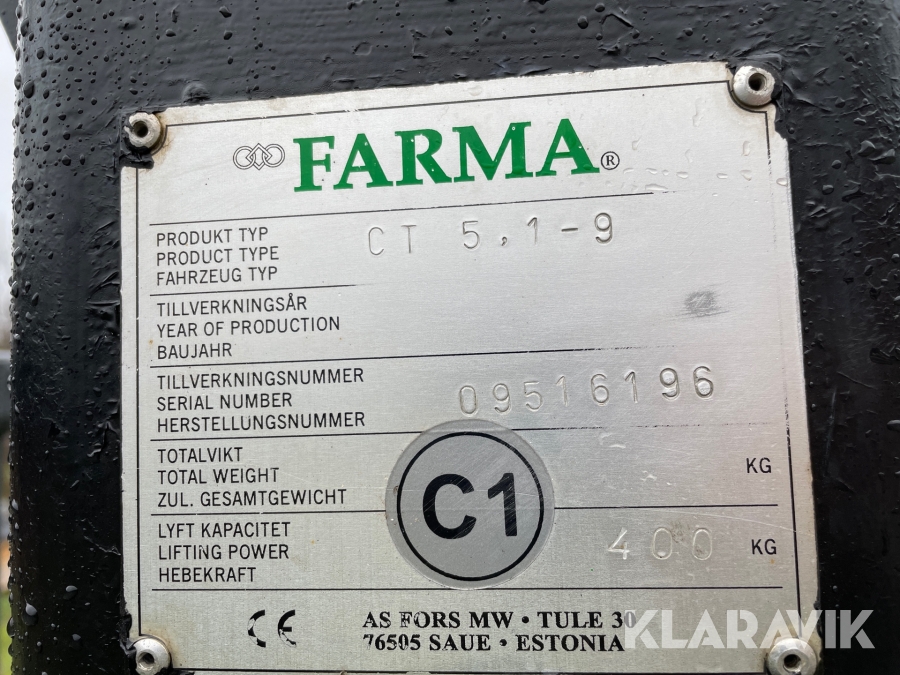 FARMA®
PRODUKT TYP
PRODUCT TYPE
FAHRZEUG TYP
CT 5,1-9
TILLVERKNINGSÅR
YEAR OF PRODUCTION
BAUJAHR
TILLVERKNINGSNUMMER
SERIAL NUMBER
HERSTELLUNGSNUMMER
09516196
TOTALVIKT
TOTAL WEIGHT
ZUL. GESAMTGEWICHT
KG
C1
LYFT KAPACITET
LIFTING POWER
HEBEKRAFT
400 KG
CE
AS FORS MW • TULE 30
76505 SAUE • ESTONIA
KLARAVIK